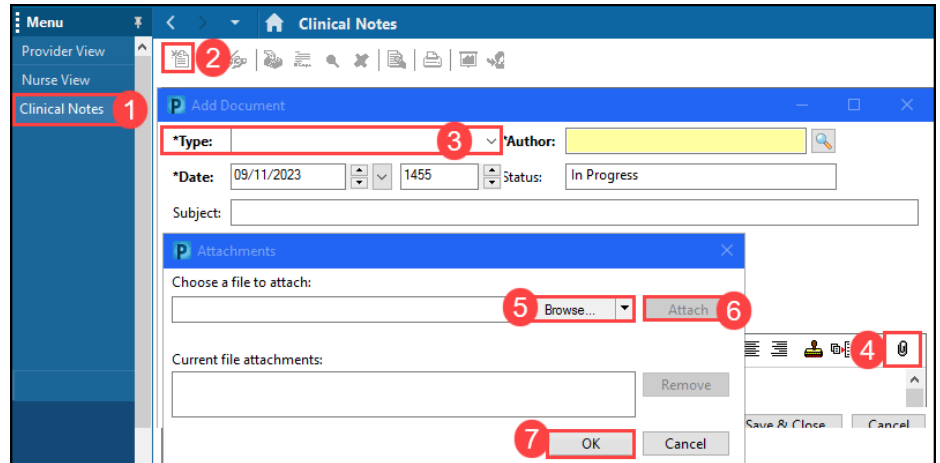 Menu
Clinical Notes
Provider View
Nurse View
Clinical Notes
1
2
P Add Document
*Type:
3
*Author:
*Date: 09/11/2023 1455 Status: In Progress
Subject:
P Attachments
Choose a file to attach:
5 Browse... Attach 6
4
Current file attachments:
Remove
Save & Close Cancel
7 OK Cancel